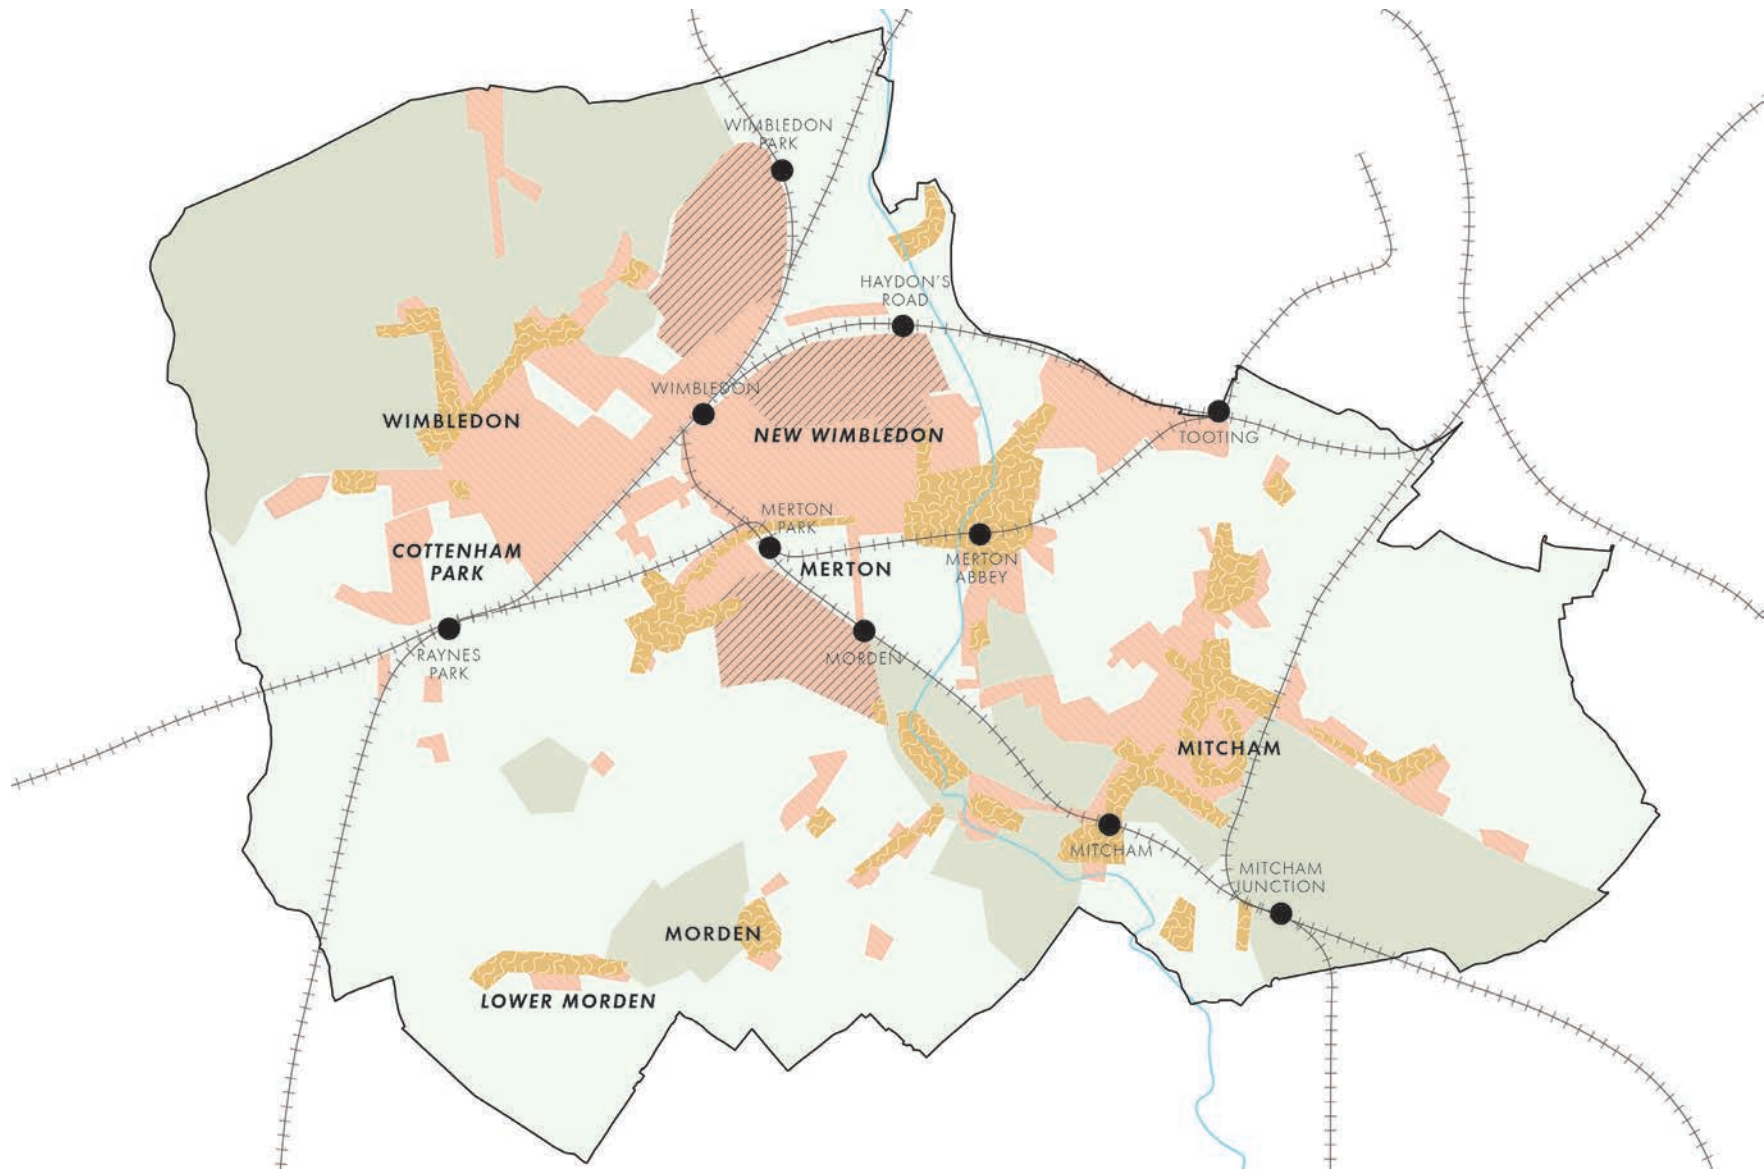 WIMBLEDON
PARK
HAYDON'S
ROAD
WIMBLEDON
WIMBLEDON
NEW WIMBLEDON
TOOTING
MERTON
PARK
COTTENHAM
PARK
MERTON
MERTON
ABBEY
RAYNES
PARK
MORDEN
MITCHAM
MITCHAM
MITCHAM
JUNCTION
MORDEN
LOWER MORDEN